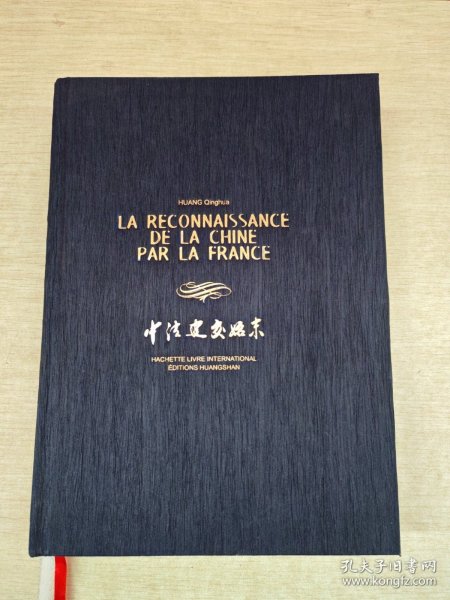 HUANG Qinghua
LA RECONNAISSANCE
DE LA CHINE
PAR LA FRANCE
中法建交始末
HACHETTE LIVRE INTERNATIONAL
ÉDITIONS HUANGSHAN
孔夫子旧书网
www.kongfz.com